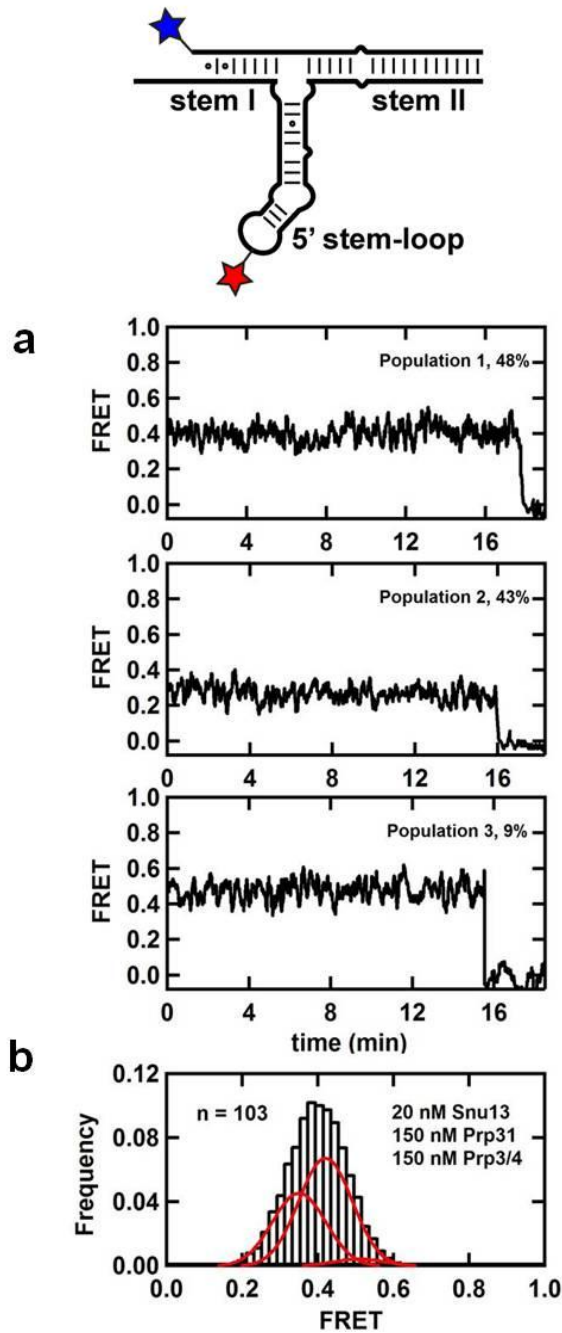 stem I
stem II
5' stem-loop
a
1.0
0.8
0.6
0.4
0.2
0.0
FRET
Population 1, 48%
0 4 8 12 16
1.0
0.8
0.6
0.4
0.2
0.0
FRET
Population 2, 43%
0 4 8 12 16
1.0
0.8
0.6
0.4
0.2
0.0
FRET
Population 3, 9%
0 4 8 12 16
time (min)
b
0.12
0.08
0.04
0.00
Frequency
n = 103
20 nM Snu13
150 nM Prp31
150 nM Prp3/4
0.0 0.2 0.4 0.6 0.8 1.0
FRET